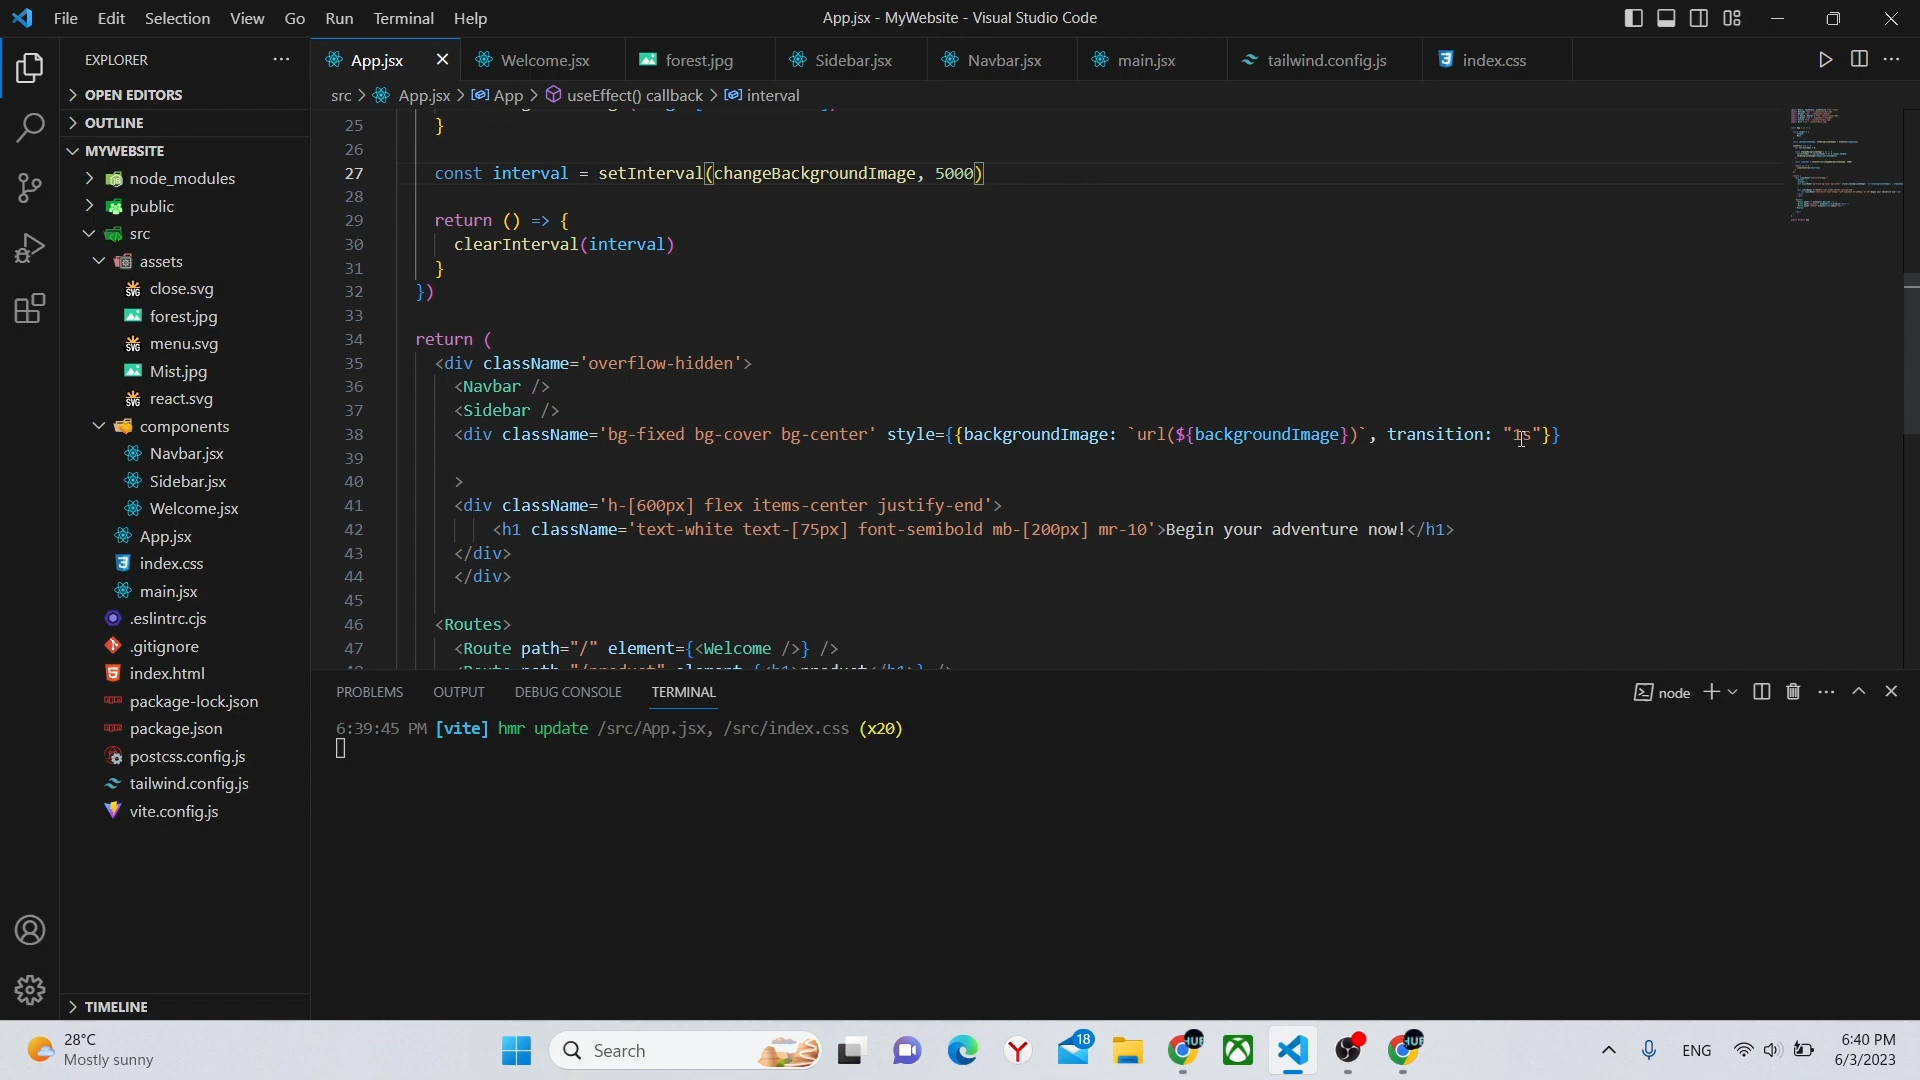 File Edit Selection View Go Run Terminal Help
App.jsx - MyWebsite - Visual Studio Code
EXPLORER
App.jsx
Welcome.jsx
forest.jpg
Sidebar.jsx
Navbar.jsx
main.jsx
tailwind.config.js
index.css
src > App.jsx > App > useEffect() callback > interval
OPEN EDITORS
OUTLINE
MYWEBSITE
node_modules
public
src
assets
close.svg
forest.jpg
menu.svg
Mist.jpg
react.svg
components
Navbar.jsx
Sidebar.jsx
Welcome.jsx
App.jsx
index.css
main.jsx
.eslintrc.cjs
.gitignore
index.html
package-lock.json
package.json
postcss.config.js
tailwind.config.js
vite.config.js
TIMELINE
25 }
26
27 const interval = setInterval(changeBackgroundImage, 5000)
28
29 return () => {
30 clearInterval(interval)
31 }
32 })
33
34 return (
35 <div className='overflow-hidden'>
36 <Navbar />
37 <Sidebar />
38 <div className='bg-fixed bg-cover bg-center' style={{backgroundImage: `url(${backgroundImage})`, transition: "1s"}}
39
40 >
41 <div className='h-[600px] flex items-center justify-end'>
42 <h1 className='text-white text-[75px] font-semibold mb-[200px] mr-10'>Begin your adventure now!</h1>
43 </div>
44 </div>
45
46 <Routes>
47 <Route path="/" element={<Welcome />} />
PROBLEMS OUTPUT DEBUG CONSOLE TERMINAL
node
6:39:45 PM [vite] hmr update /src/App.jsx, /src/index.css (x20)
28°C
Mostly sunny
Search
18
HUB
HUB
ENG
6:40 PM
6/3/2023